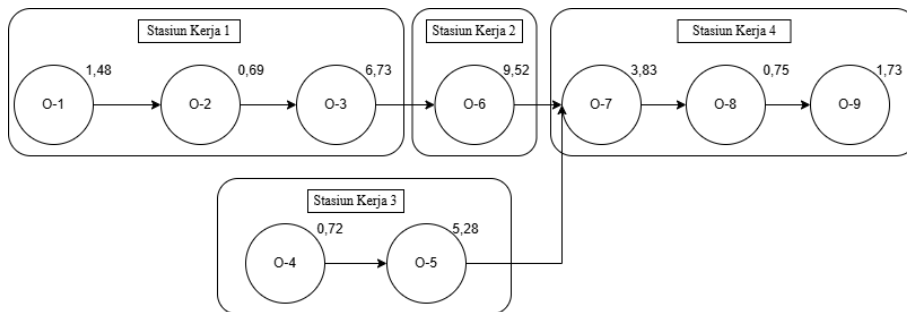 Stasiun Kerja 1
Stasiun Kerja 2
Stasiun Kerja 4
1,48
0,69
6,73
9,52
3,83
0,75
1,73
O-1
O-2
O-3
O-6
O-7
O-8
O-9
Stasiun Kerja 3
0,72
5,28
O-4
O-5